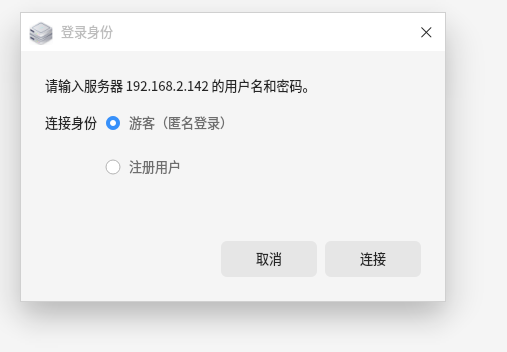 登录身份
请输入服务器 192.168.2.142 的用户名和密码。
连接身份 游客（匿名登录）
注册用户
取消 连接